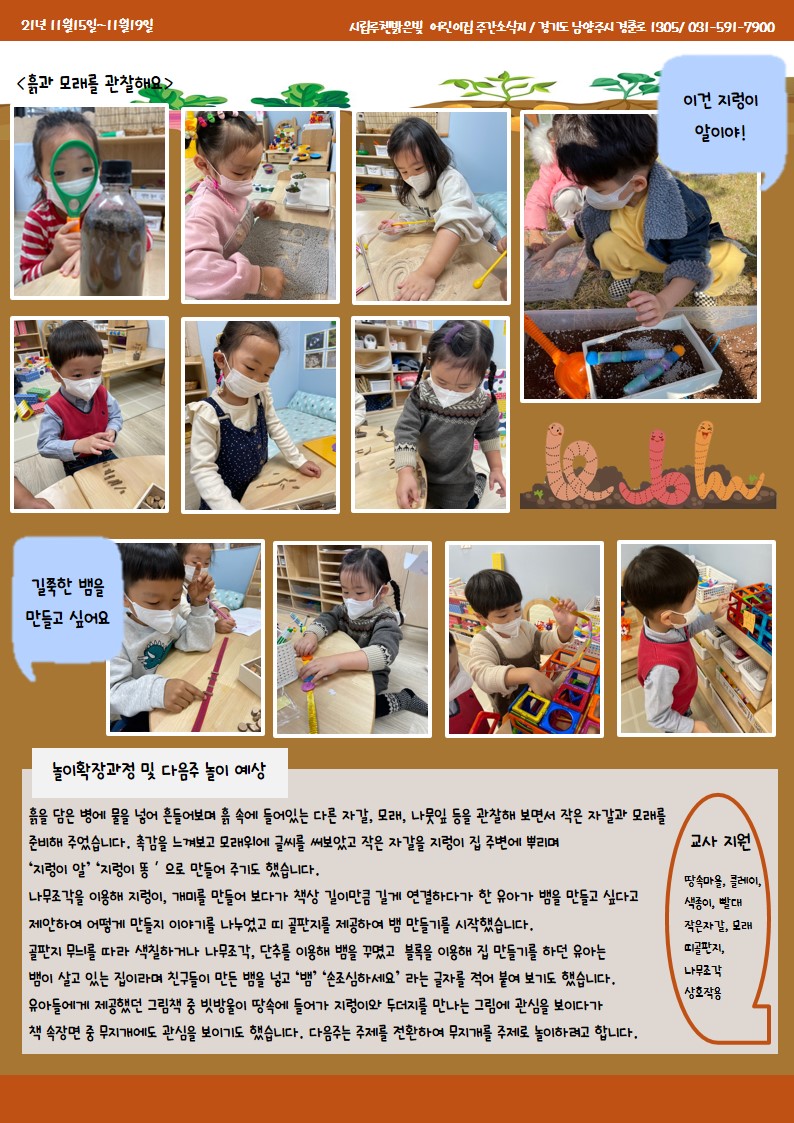 21년 11월15일~11월19일
시립루첸밝은빛 어린이집 주간소식지 / 경기도 남양주시 경춘로 1305/ 031-591-7900
<흙과 모래를 관찰해요>
이건 지렁이
알이야!
길쭉한 뱀을
만들고 싶어요
놀이확장과정 및 다음주 놀이 예상
흙을 담은 병에 물을 넣어 흔들어보며 흙 속에 들어있는 다른 자갈, 모래, 나뭇잎 등을 관찰해 보면서 작은 자갈과 모래를
준비해 주었습니다. 촉감을 느껴보고 모래위에 글씨를 써보았고 작은 자갈을 지렁이 집 주변에 뿌리며
‘지렁이 알’ ‘지렁이 똥 ’ 으로 만들어 주기도 했습니다.
나무조각을 이용해 지렁이, 개미를 만들어 보다가 책상 길이만큼 길게 연결하다가 한 유아가 뱀을 만들고 싶다고
제안하여 어떻게 만들지 이야기를 나누었고 띠 골판지를 제공하여 뱀 만들기를 시작했습니다.
골판지 무늬를 따라 색칠하거나 나무조각, 단추를 이용해 뱀을 꾸몄고 블록을 이용해 집 만들기를 하던 유아는
뱀이 살고 있는 집이라며 친구들이 만든 뱀을 넣고 ‘뱀’ ‘손조심하세요’ 라는 글자를 적어 붙여 보기도 했습니다.
유아들에게 제공했던 그림책 중 빗방울이 땅속에 들어가 지렁이와 두더지를 만나는 그림에 관심을 보이다가
책 속장면 중 무지개에도 관심을 보이기도 했습니다. 다음주는 주제를 전환하여 무지개를 주제로 놀이하려고 합니다.
교사 지원
땅속마을, 클레이,
색종이, 빨대
작은자갈, 모래
띠골판지,
나무조각
상호작용